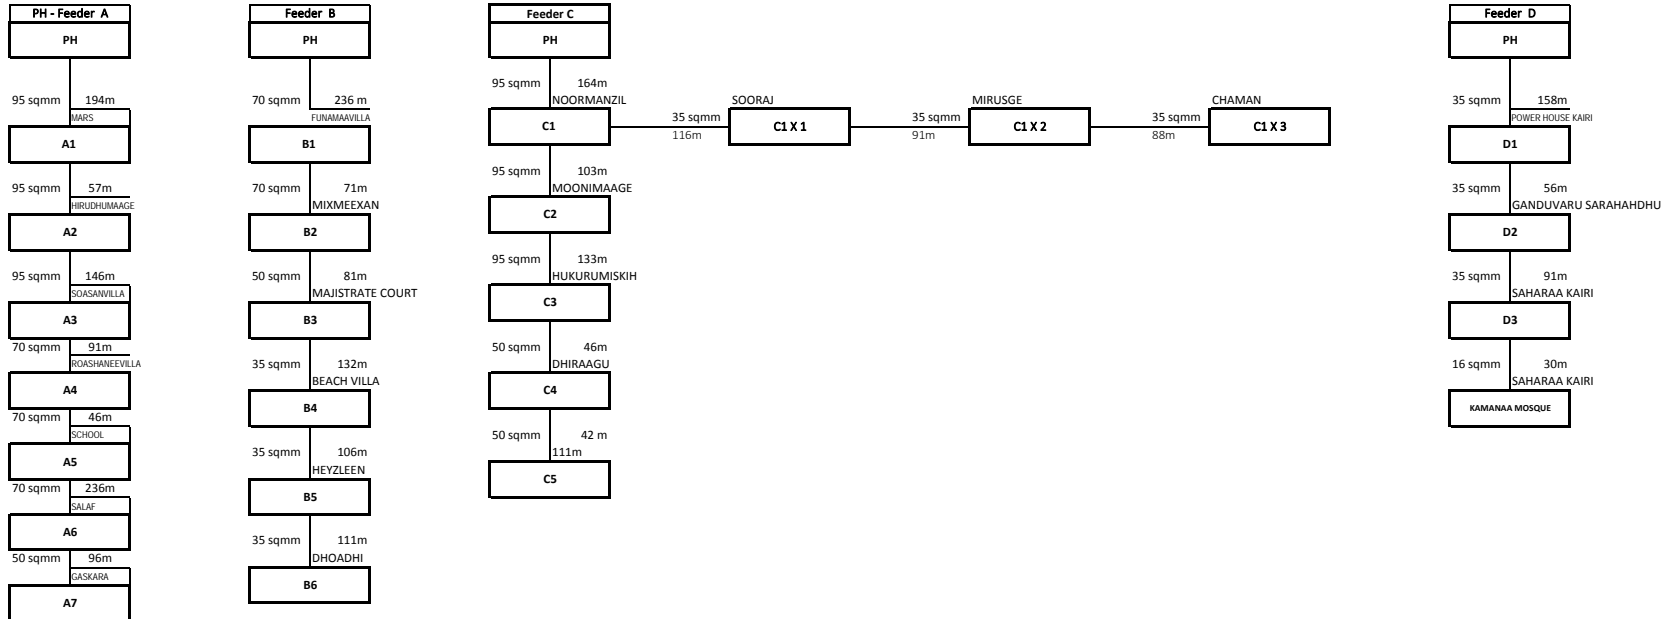 PH - Feeder A
PH
95 sqmm 194m
MARS
A1
95 sqmm 57m
HIRUDHUMAAGE
A2
95 sqmm 146m
SOASANVILLA
A3
70 sqmm 91m
ROASHANEEVILLA
A4
70 sqmm 46m
SCHOOL
A5
70 sqmm 236m
SALAF
A6
50 sqmm 96m
GASKARA
A7
Feeder B
PH
70 sqmm 236 m
FUNAMAAVILLA
B1
70 sqmm 71m
MIXMEEXAN
B2
50 sqmm 81m
MAJISTRATE COURT
B3
35 sqmm 132m
BEACH VILLA
B4
35 sqmm 106m
HEYZLEEN
B5
35 sqmm 111m
DHOADHI
B6
Feeder C
PH
95 sqmm 164m
NOORMANZIL
C1
35 sqmm
116m
SOORAJ
C1 X 1
35 sqmm
91m
MIRUSGE
C1 X 2
35 sqmm
88m
CHAMAN
C1 X 3
95 sqmm 103m
MOONIMAAGE
C2
95 sqmm 133m
HUKURUMISKIH
C3
50 sqmm 46m
DHIRAAGU
C4
50 sqmm 42 m
111m
C5
Feeder D
PH
35 sqmm 158m
POWER HOUSE KAIRI
D1
35 sqmm 56m
GANDUVARU SARAHAHDHU
D2
35 sqmm 91m
SAHARAA KAIRI
D3
16 sqmm 30m
SAHARAA KAIRI
KAMANAA MOSQUE